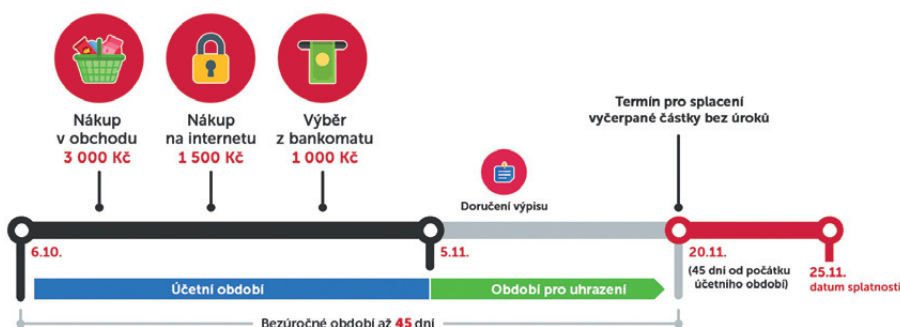 Nákup
v obchodu
3 000 Kč
Nákup
na internetu
1 500 Kč
Výběr
z bankomatu
1 000 Kč
Termín pro splacení
vyčerpané částky bez úroků
Doručení výpisu
6.10.
5.11.
20.11.
(45 dní od počátku
účetního období)
25.11.
datum splatnosti
Účetní období
Období pro uhrazení
Bezúročné období až 45 dní